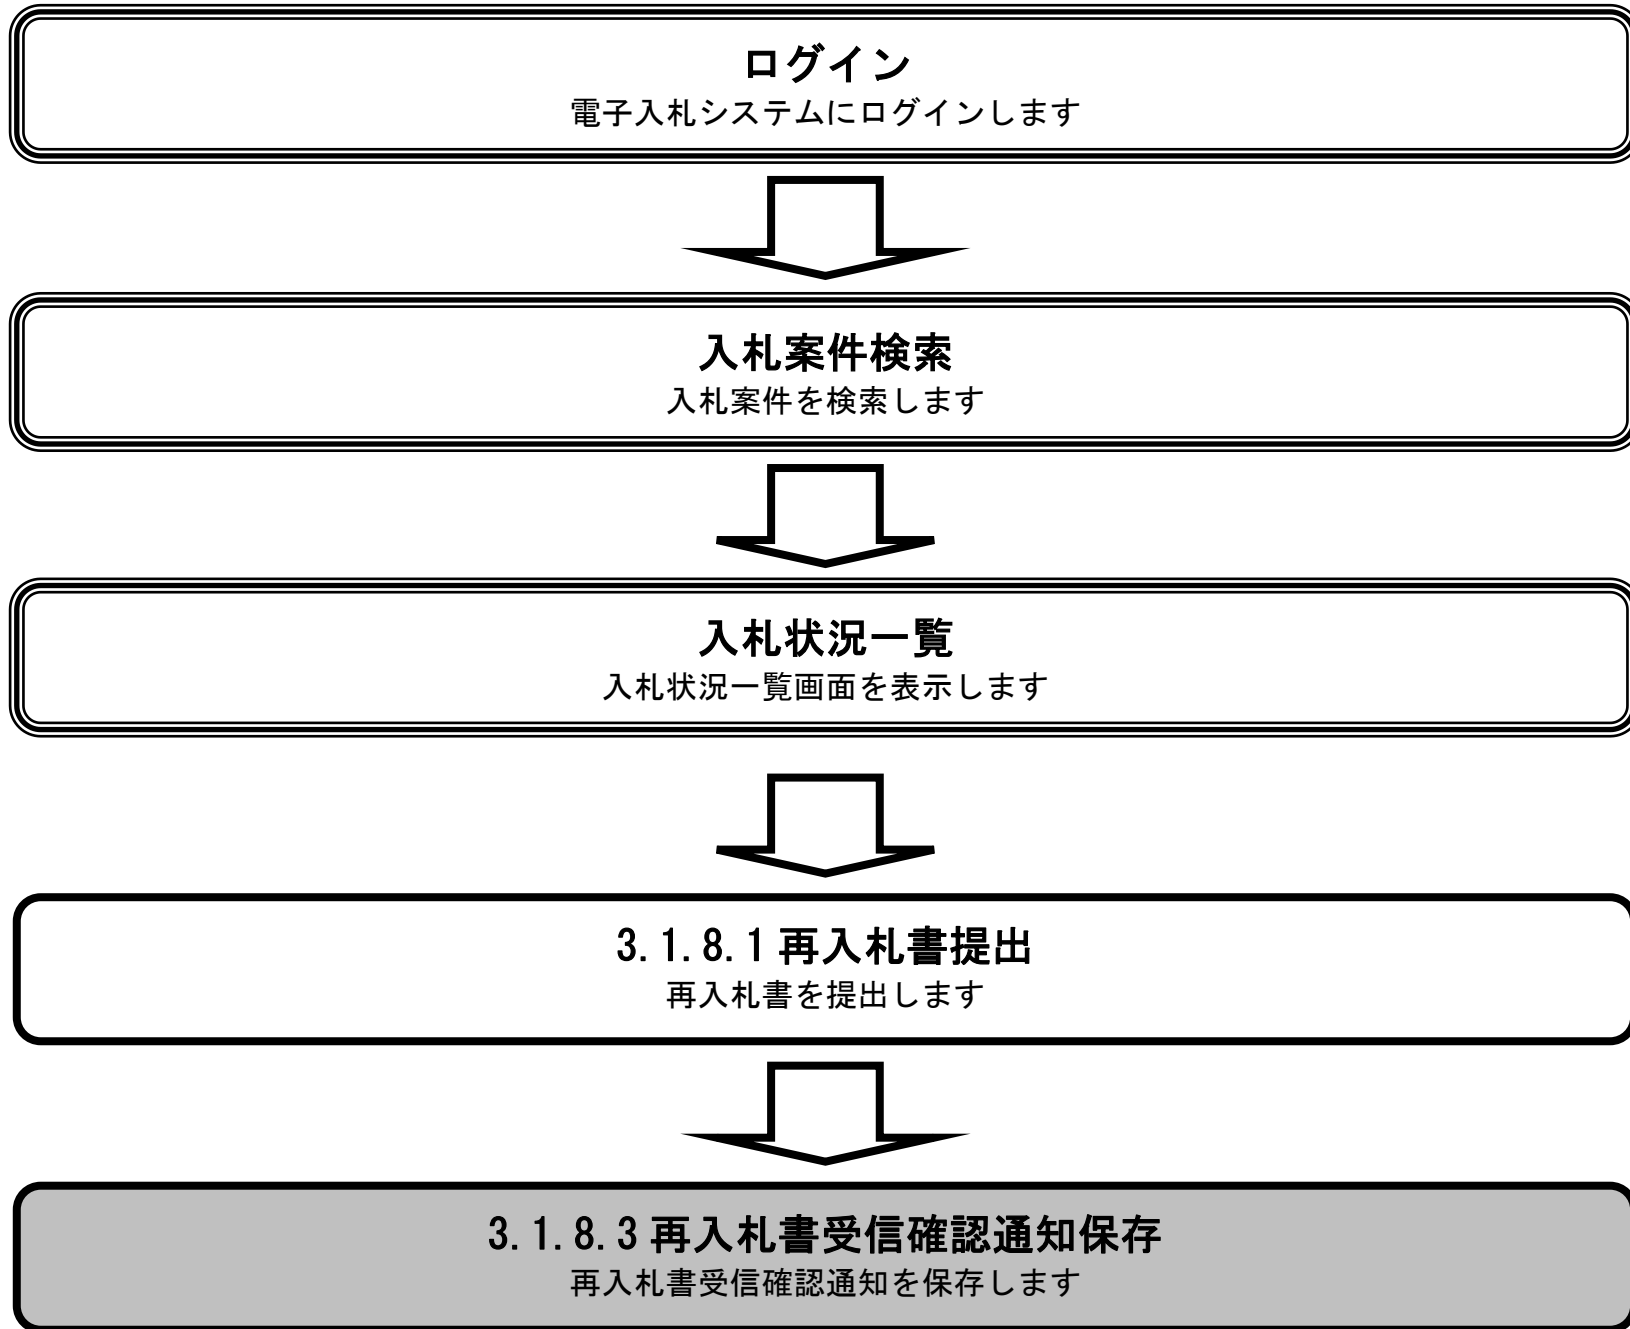 ログイン
電子入札システムにログインします
入札案件検索
入札案件を検索します
入札状況一覧
入札状況一覧画面を表示します
3.1.8.1再入札書提出
再入札書を提出します
3.1.8.3再入札書受信確認通知保存
再入札書受信確認通知を保存します